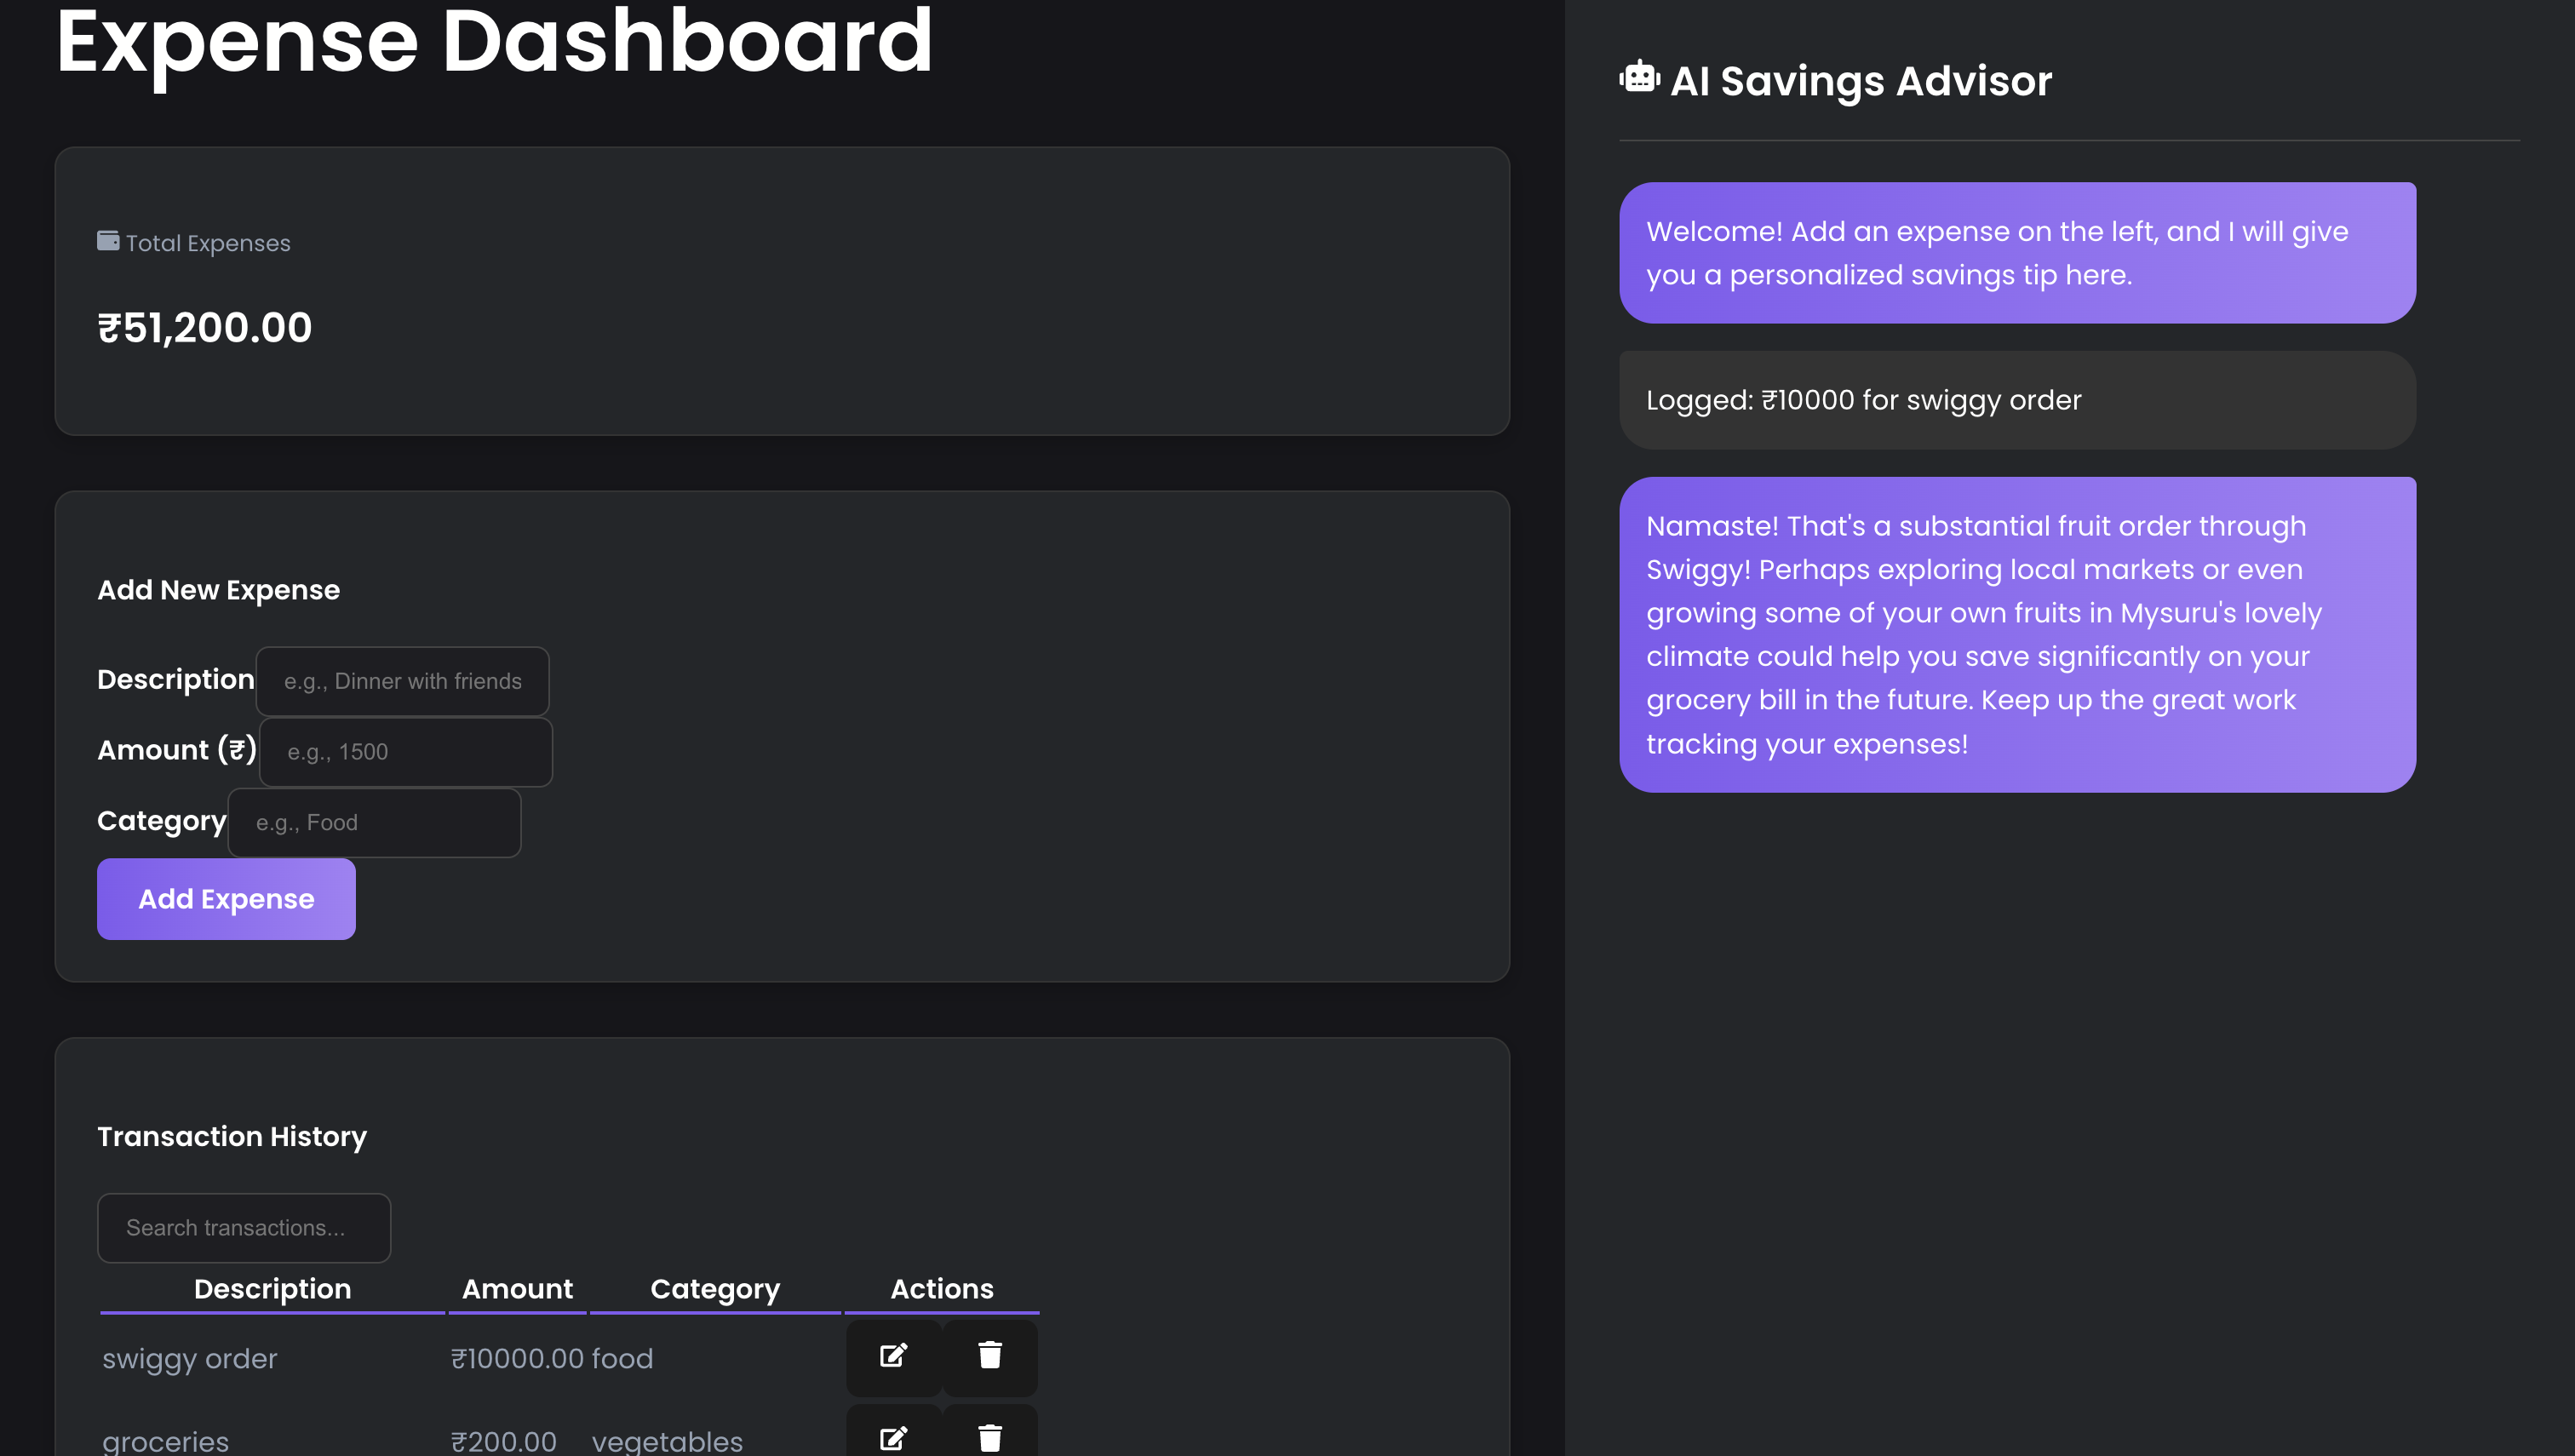 Expense Dashboard
Total Expenses
₹51,200.00
Add New Expense
Description e.g., Dinner with friends
Amount (₹) e.g., 1500
Category e.g., Food
Add Expense
Transaction History
Search transactions...
Description Amount Category Actions
swiggy order ₹10000.00 food
groceries ₹200.00 vegetables
AI Savings Advisor
Welcome! Add an expense on the left, and I will give
you a personalized savings tip here.
Logged: ₹10000 for swiggy order
Namaste! That's a substantial fruit order through
Swiggy! Perhaps exploring local markets or even
growing some of your own fruits in Mysuru's lovely
climate could help you save significantly on your
grocery bill in the future. Keep up the great work
tracking your expenses!